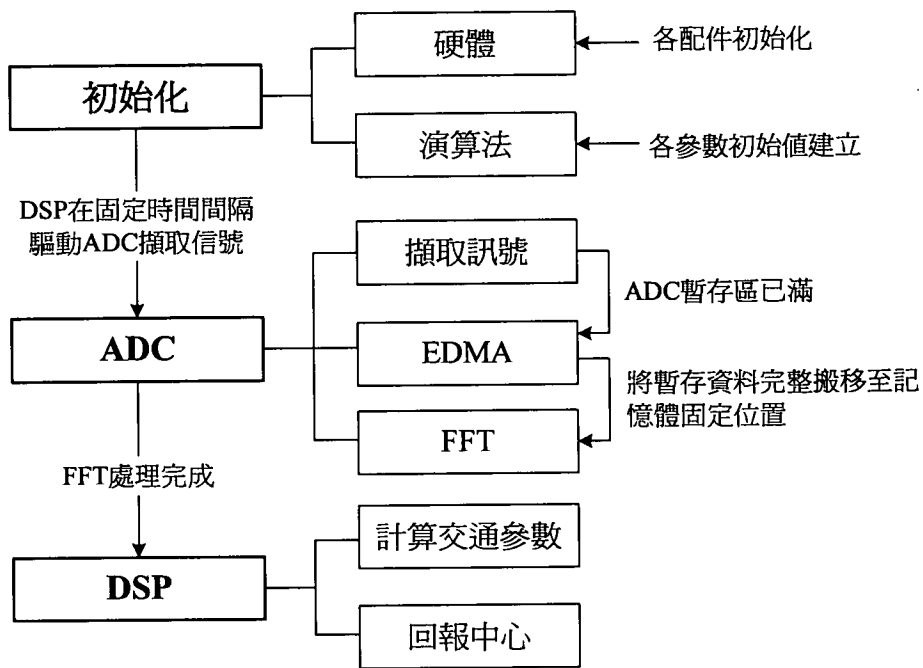 硬體
各配件初始化
初始化
演算法
各參數初始值建立
DSP在固定時間間隔
驅動ADC擷取信號
擷取訊號
ADC暫存區已滿
ADC
EDMA
將暫存資料完整搬移至記
憶體固定位置
FFT
FFT處理完成
計算交通參數
DSP
回報中心